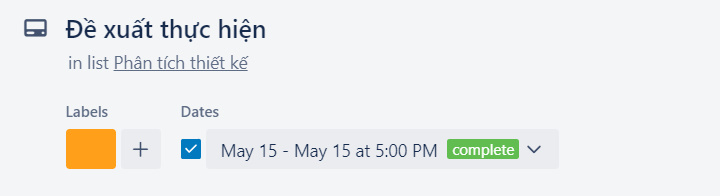 Đề xuất thực hiện
in list Phân tích thiết kế
Labels
Dates
May 15 - May 15 at 5:00 PM complete